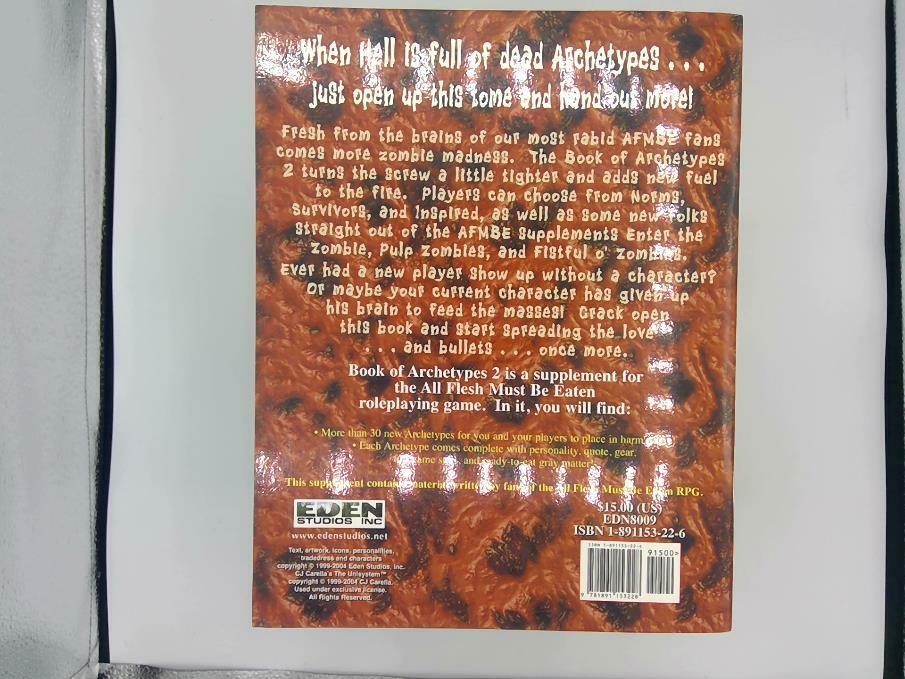 When Hell is full of dead Archetypes . . .
just open up this tome and hand out more!
Fresh from the brains of our most rabid AFMBE fans
comes more zombie madness. The Book of Archetypes
2 turns the screw a little tighter and adds new fuel
to the fire. Players can choose from Norms,
Survivors, and Inspired, as well as some new folks
straight out of the AFMBE supplements Enter the
Zombie, Pulp Zombies, and Fistful o' Zombies.
Ever had a new player show up without a character?
Or maybe your current character has given up
his brain to feed the masses! Crack open
this book and start spreading the love
. . . and bullets . . . once more.
Book of Archetypes 2 is a supplement for
the All Flesh Must Be Eaten
roleplaying game. In it, you will find:
• More than 30 new Archetypes for you and your players to place in
• Each Archetype comes complete with personality, quote, gear,
game and ready-to-eat gray matter!
This supplement contains material written by fans of the All Flesh Must Be Eaten RPG.
EDEN
STUDIOS INC
www.edenstudios.net
Text, artwork, icons, personalities,
tradedress and characters
copyright © 1999-2004 Eden Studios, Inc.
CJ Carella's The Unisystem™
copyright © 1999-2004 CJ Carella.
Used under exclusive license.
All Rights Reserved.
$15.00 (US)
EDN8009
ISBN 1-891153-22-6
ISBN 1-891153-22-6
91500>
9 781891 153228